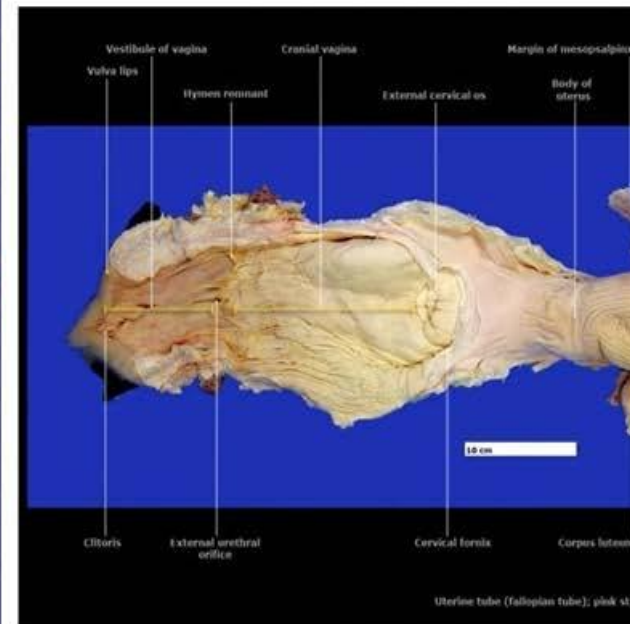 Vestibule of vagina
Cranial vagina
Margin of mesopsalpinx
Vulva lips
Hymen remnant
External cervical os
Body of
uterus
10 cm
Clitoris
External urethral
orifice
Cervical fornix
Corpus luteum
Uterine tube (fallopian tube); pink